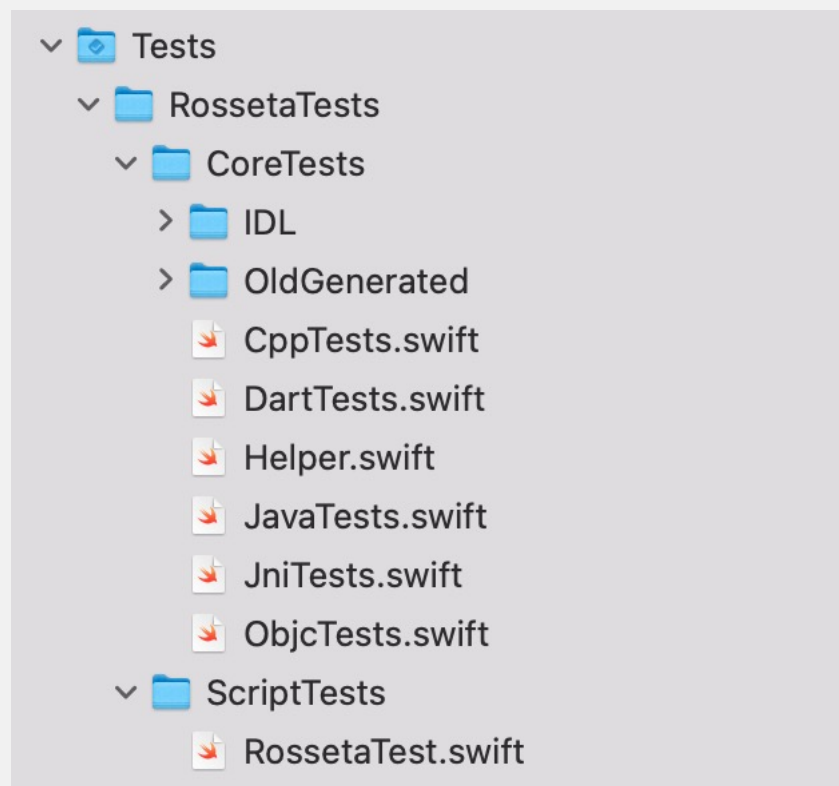 Tests
RossetaTests
CoreTests
IDL
OldGenerated
CppTests.swift
DartTests.swift
Helper.swift
JavaTests.swift
JniTests.swift
ObjcTests.swift
ScriptTests
RossetaTest.swift